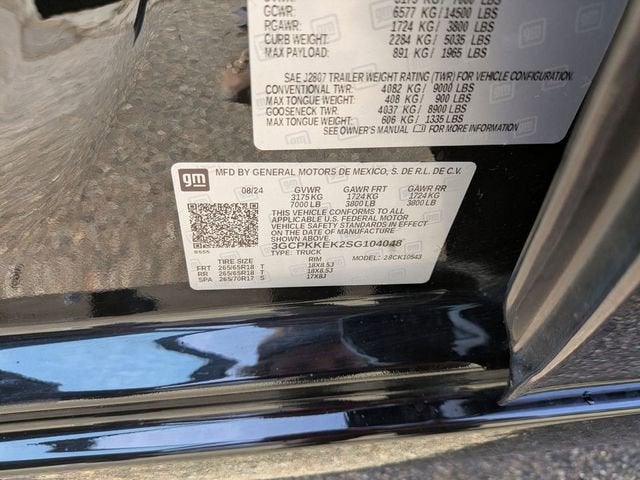 GCWR: 6577 KG / 14500 LBS
RGAWR: 1724 KG / 3800 LBS
CURB WEIGHT: 2284 KG / 5035 LBS
MAX PAYLOAD: 891 KG / 1965 LBS
SAE J2807 TRAILER WEIGHT RATING (TWR) FOR VEHICLE CONFIGURATION.
CONVENTIONAL TWR: 4082 KG / 9000 LBS
MAX TONGUE WEIGHT: 408 KG / 900 LBS
GOOSENECK TWR: 4037 KG / 8900 LBS
MAX TONGUE WEIGHT: 606 KG / 1335 LBS
SEE OWNER'S MANUAL FOR MORE INFORMATION
gm
MFD BY GENERAL MOTORS DE MEXICO, S. DE R.L. DE C.V.
08/24 GVWR GAWR FRT GAWR RR
3175 KG 1724 KG 1724 KG
7000 LB 3800 LB 3800 LB
THIS VEHICLE CONFORMS TO ALL
APPLICABLE U.S. FEDERAL MOTOR
VEHICLE SAFETY STANDARDS IN EFFECT ON
THE DATE OF MANUFACTURE SHOWN ABOVE.
3GCPKKEK2SG104048
TYPE: TRUCK MODEL: 28CK10543
TIRE SIZE RIM
FRT 265/65R18 T 18X8.5J
RR 265/65R18 T 18X8.5J
SPA 265/70R17 S 17X8J